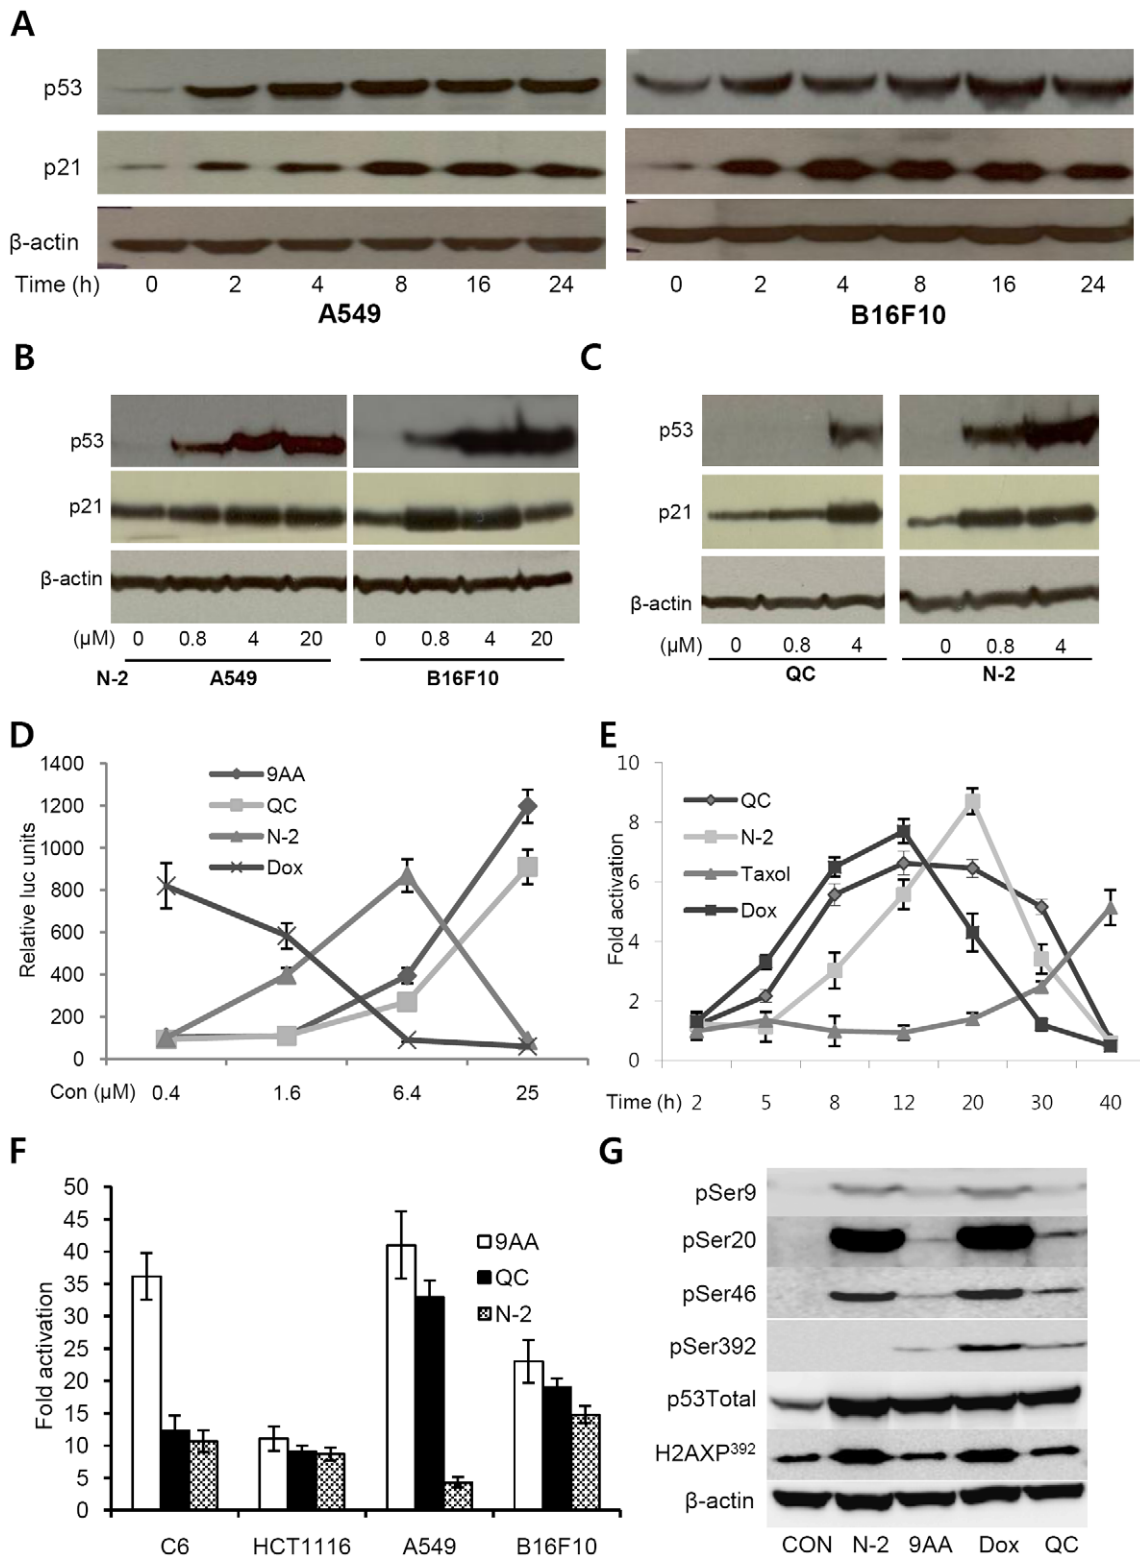 A
p53
p21
β-actin
Time (h) 0 2 4 8 16 24 0 2 4 8 16 24
A549 B16F10
B
p53
p21
β-actin
(μM) 0 0.8 4 20 0 0.8 4 20
N-2 A549 B16F10
C
p53
p21
β-actin
(μM) 0 0.8 4 0 0.8 4
QC N-2
D
1400
1200
1000
800
600
400
200
0
Relative luc units
9AA
QC
N-2
Dox
Con (μM) 0.4 1.6 6.4 25
E
10
8
6
4
2
0
Fold activation
QC
N-2
Taxol
Dox
Time (h) 2 5 8 12 20 30 40
F
50
45
40
35
30
25
20
15
10
5
0
Fold activation
9AA
QC
N-2
C6 HCT1116 A549 B16F10
G
pSer9
pSer20
pSer46
pSer392
p53Total
H2AXP³⁹²
β-actin
CON N-2 9AA Dox QC